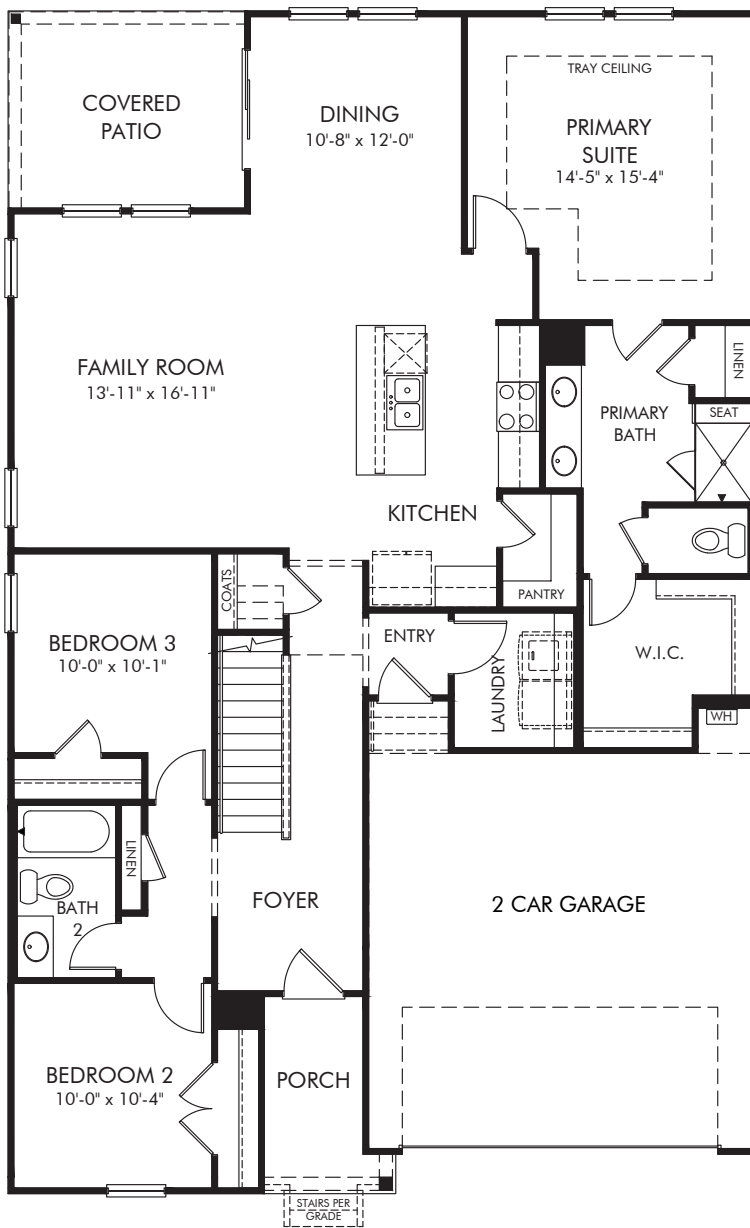 TRAY CEILING
COVERED
PATIO
DINING
10'-8" x 12'-0"
PRIMARY
SUITE
14'-5" x 15'-4"
FAMILY ROOM
13'-11" x 16'-11"
LINEN
SEAT
PRIMARY
BATH
KITCHEN
COATS
PANTRY
ENTRY
BEDROOM 3
10'-0" x 10'-1"
LAUNDRY
W.I.C.
WH
LINEN
BATH
2
FOYER
2 CAR GARAGE
BEDROOM 2
10'-0" x 10'-4"
PORCH
STAIRS PER
GRADE